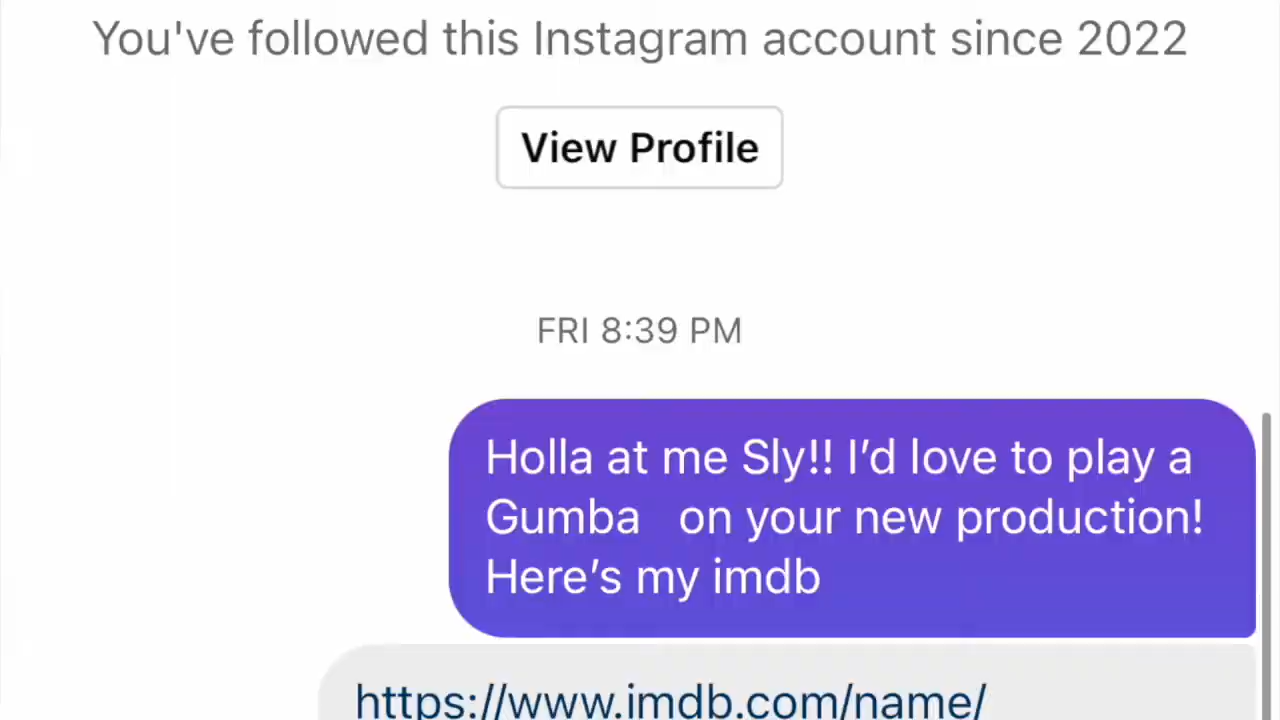 You've followed this Instagram account since 2022
View Profile
FRI 8:39 PM
Holla at me Sly!! I’d love to play a
Gumba on your new production!
Here’s my imdb
https://www.imdb.com/name/